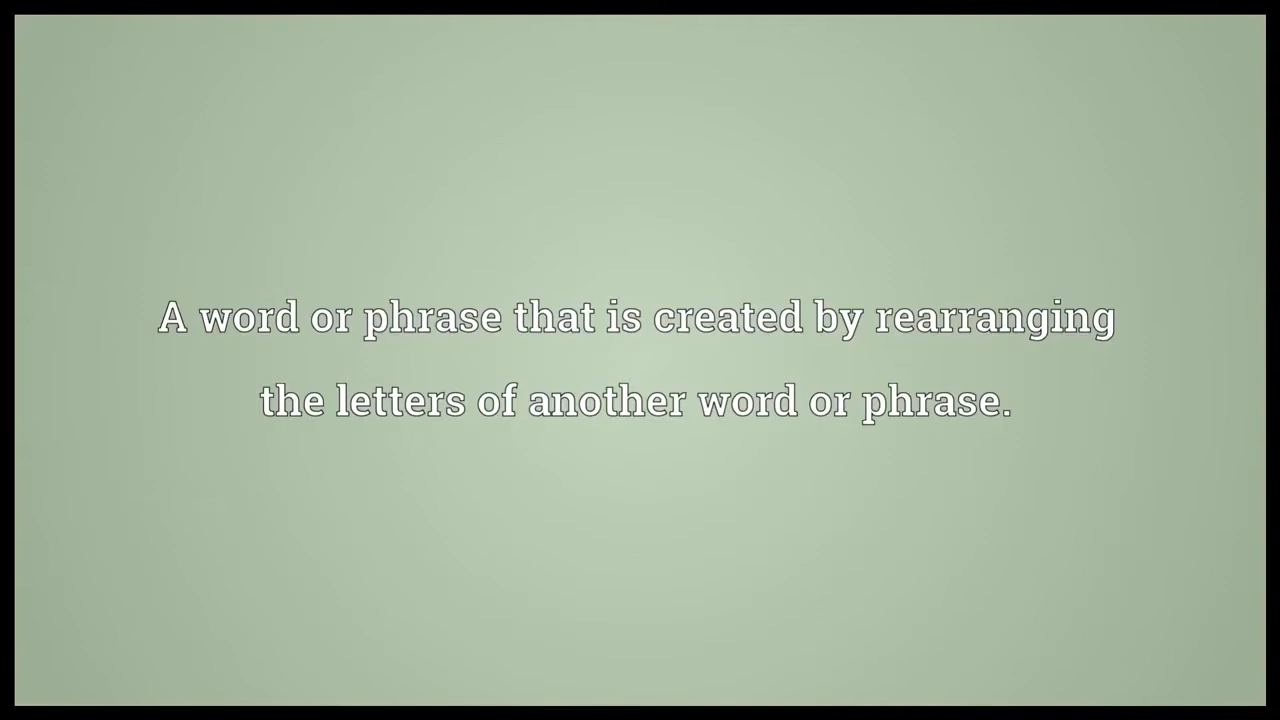 A word or phrase that is created by rearranging
the letters of another word or phrase.